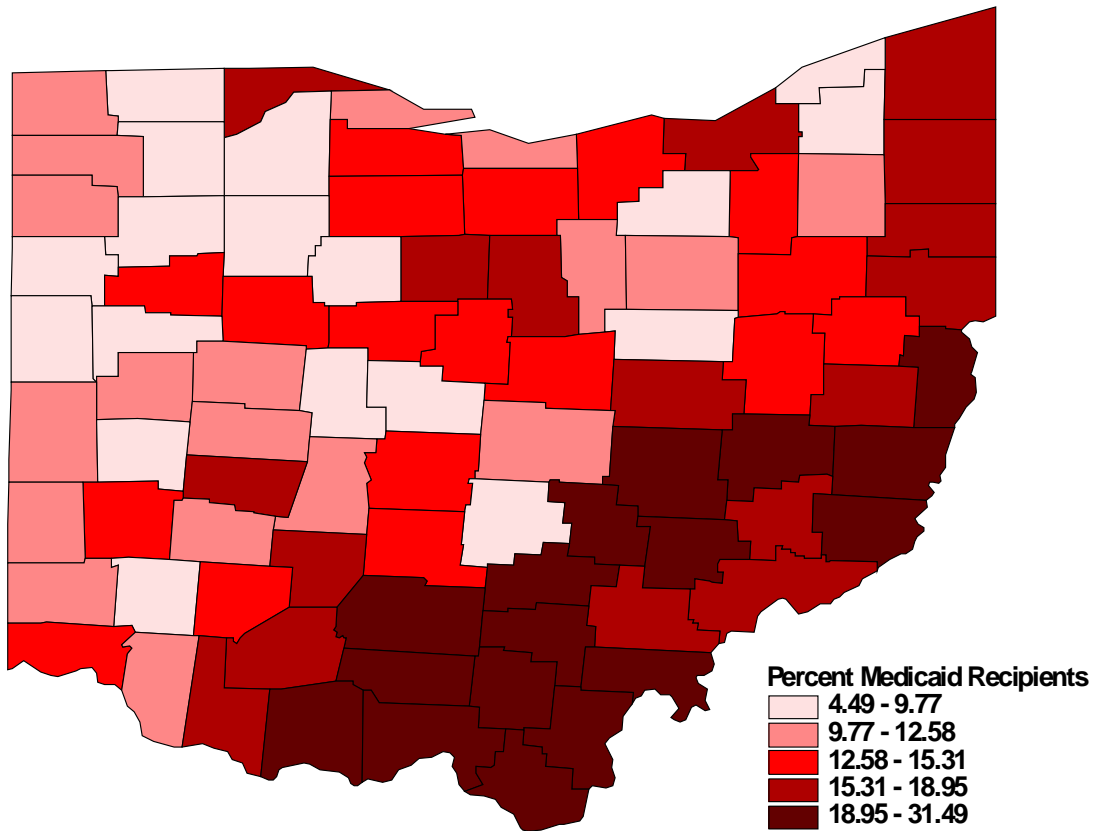 Percent Medicaid Recipients
4.49 - 9.77
9.77 - 12.58
12.58 - 15.31
15.31 - 18.95
18.95 - 31.49